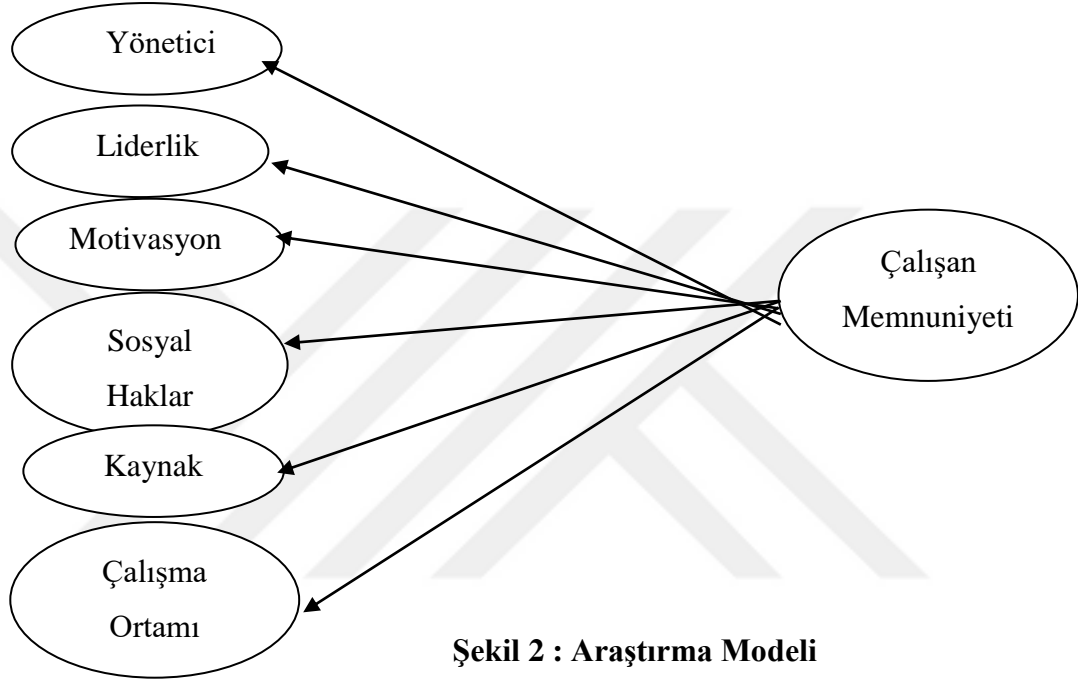 Yönetici
Liderlik
Motivasyon
Sosyal
Haklar
Kaynak
Çalışma
Ortamı
Çalışan
Memnuniyeti
Şekil 2 : Araştırma Modeli